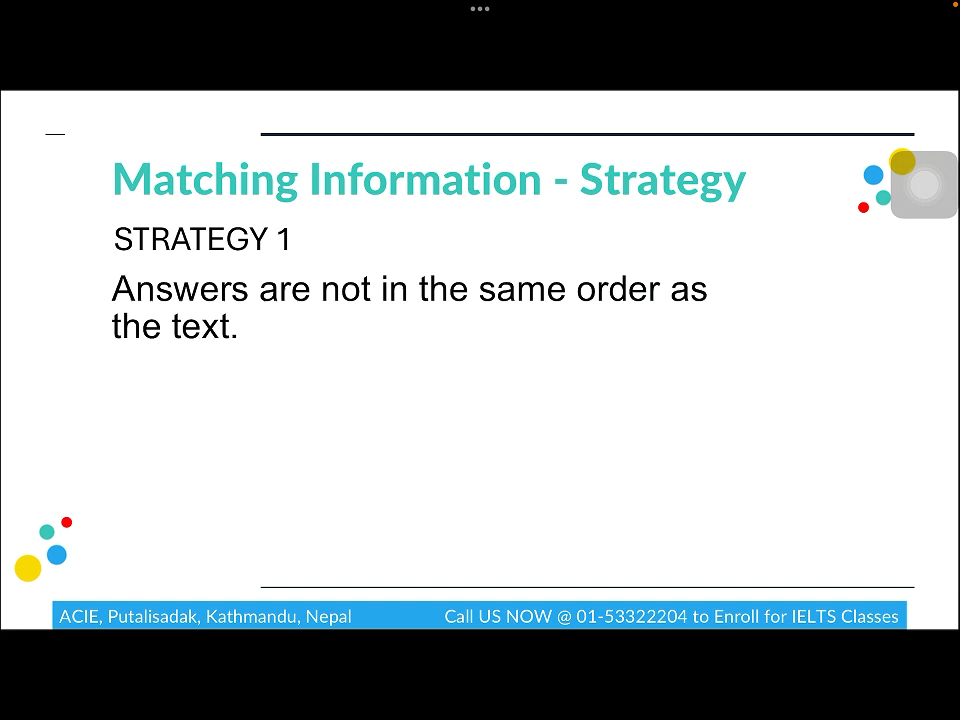 Matching Information - Strategy
STRATEGY 1
Answers are not in the same order as
the text.
ACIE, Putalisadak, Kathmandu, Nepal
Call US NOW @ 01-53322204 to Enroll for IELTS Classes